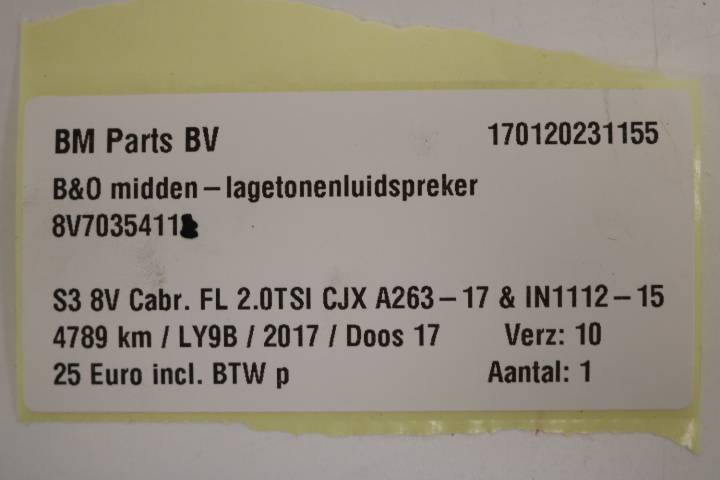 BM Parts BV 170120231155
B&O midden – lagetonenluidspreker
8V7035411
S3 8V Cabr. FL 2.0TSI CJX A263 – 17 & IN1112 – 15
4789 km / LY9B / 2017 / Doos 17 Verz: 10
25 Euro incl. BTW p Aantal: 1